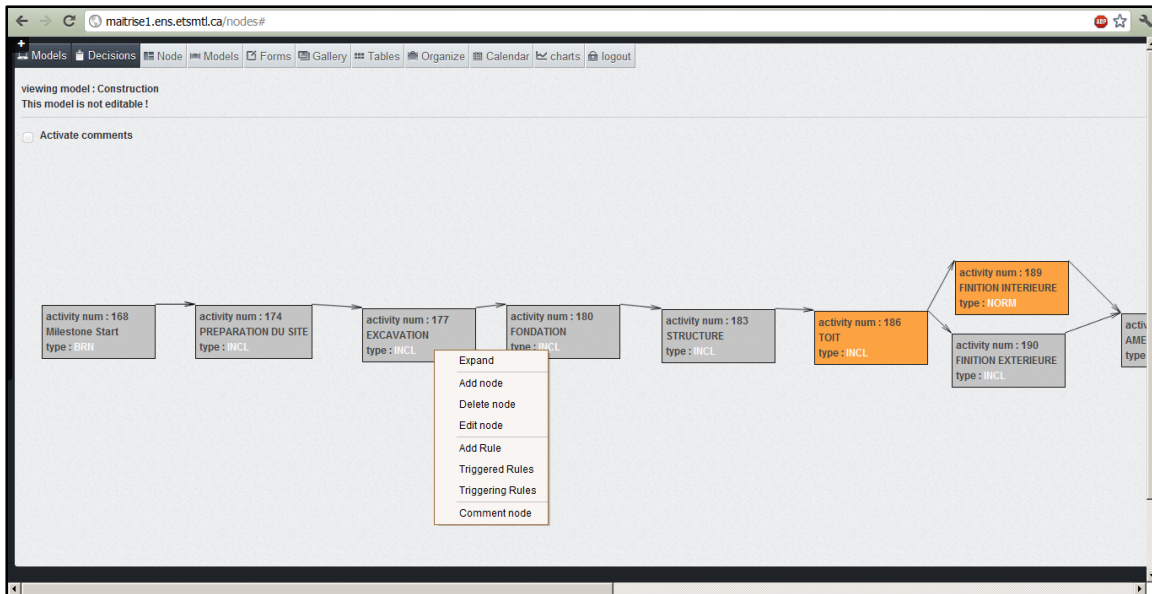 maitrise1.ens.etsmtl.ca/nodes#
ABP
Models Decisions Node Models Forms Gallery Tables Organize Calendar charts logout
viewing model : Construction
This model is not editable !
Activate comments
activity num : 168
Milestone Start
type : BRN
activity num : 174
PREPARATION DU SITE
type : INCL
activity num : 177
EXCAVATION
type : INCL
activity num : 180
FONDATION
type : INCL
activity num : 183
STRUCTURE
type : INCL
activity num : 186
TOIT
type : INCL
activity num : 189
FINITION INTERIEURE
type : NORM
activity num : 190
FINITION EXTERIEURE
type : INCL
activ
AME
type
Expand
Add node
Delete node
Edit node
Add Rule
Triggered Rules
Triggering Rules
Comment node